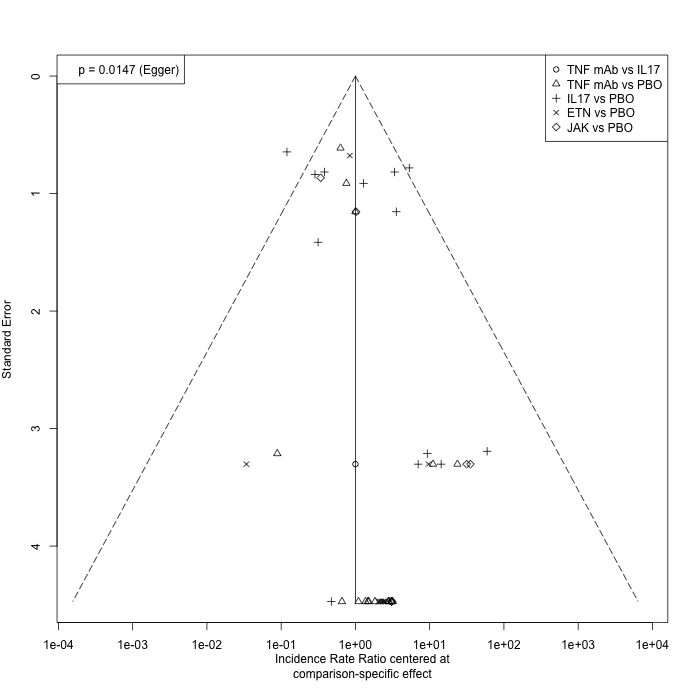 p = 0.0147 (Egger)
TNF mAb vs IL17
TNF mAb vs PBO
IL17 vs PBO
ETN vs PBO
JAK vs PBO
0
1
2
3
4
Standard Error
1e-04 1e-03 1e-02 1e-01 1e+00 1e+01 1e+02 1e+03 1e+04
Incidence Rate Ratio centered at
comparison-specific effect